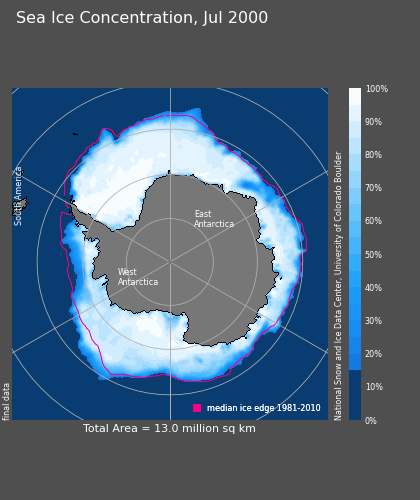 Sea Ice Concentration, Jul 2000
South America
East
Antarctica
West
Antarctica
final data
median ice edge 1981-2010
Total Area = 13.0 million sq km
National Snow and Ice Data Center, University of Colorado Boulder
100%
90%
80%
70%
60%
50%
40%
30%
20%
10%
0%